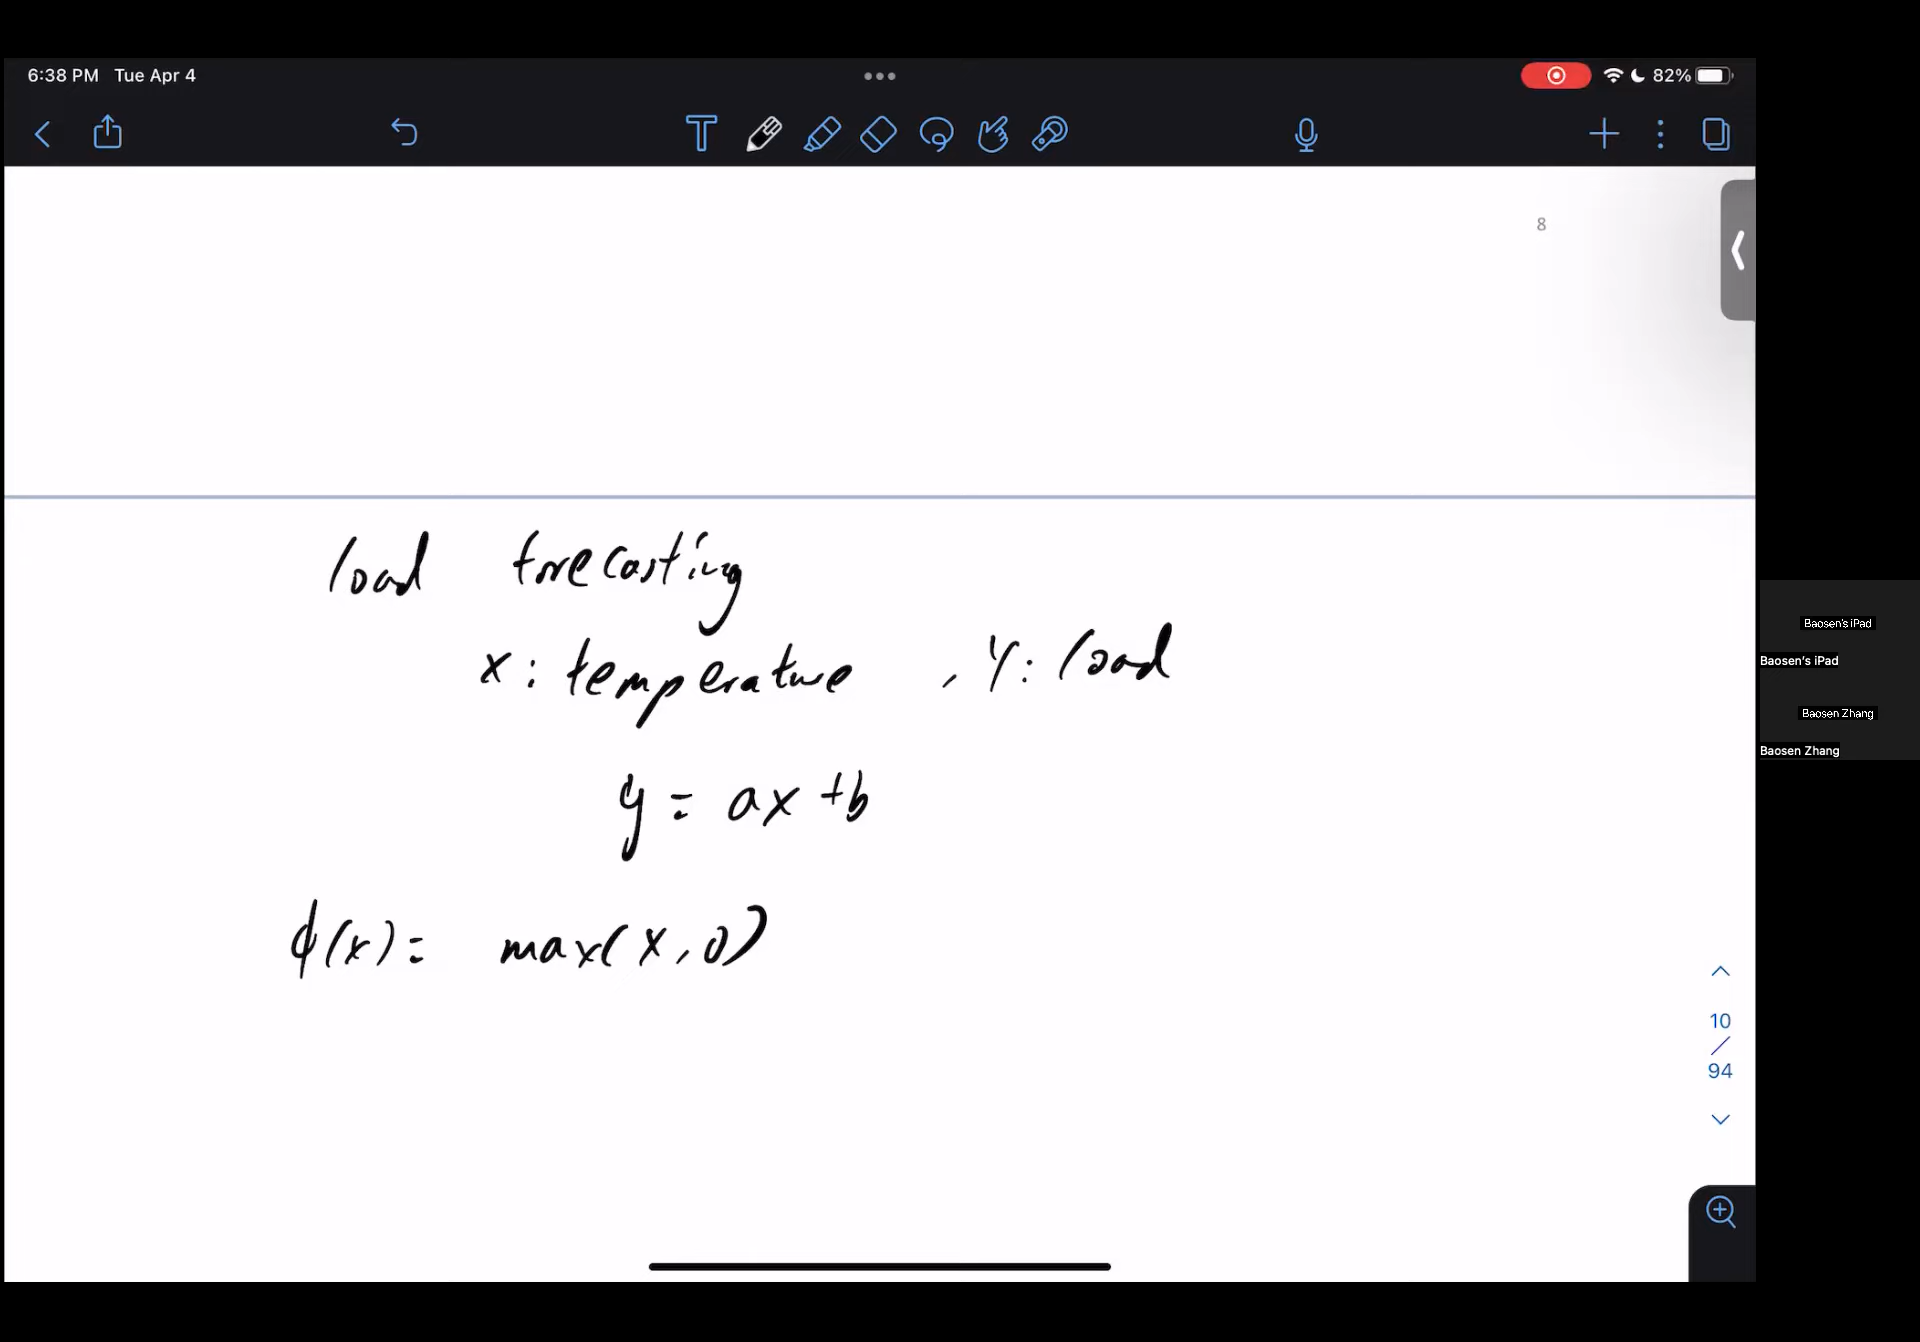 6:38 PM Tue Apr 4
82%
T
8
load forecasting
x: temperature , Y: load
y = ax + b
ϕ(x) = max(x, 0)
10
/
94
Baosen's iPad
Baosen's iPad
Baosen Zhang
Baosen Zhang